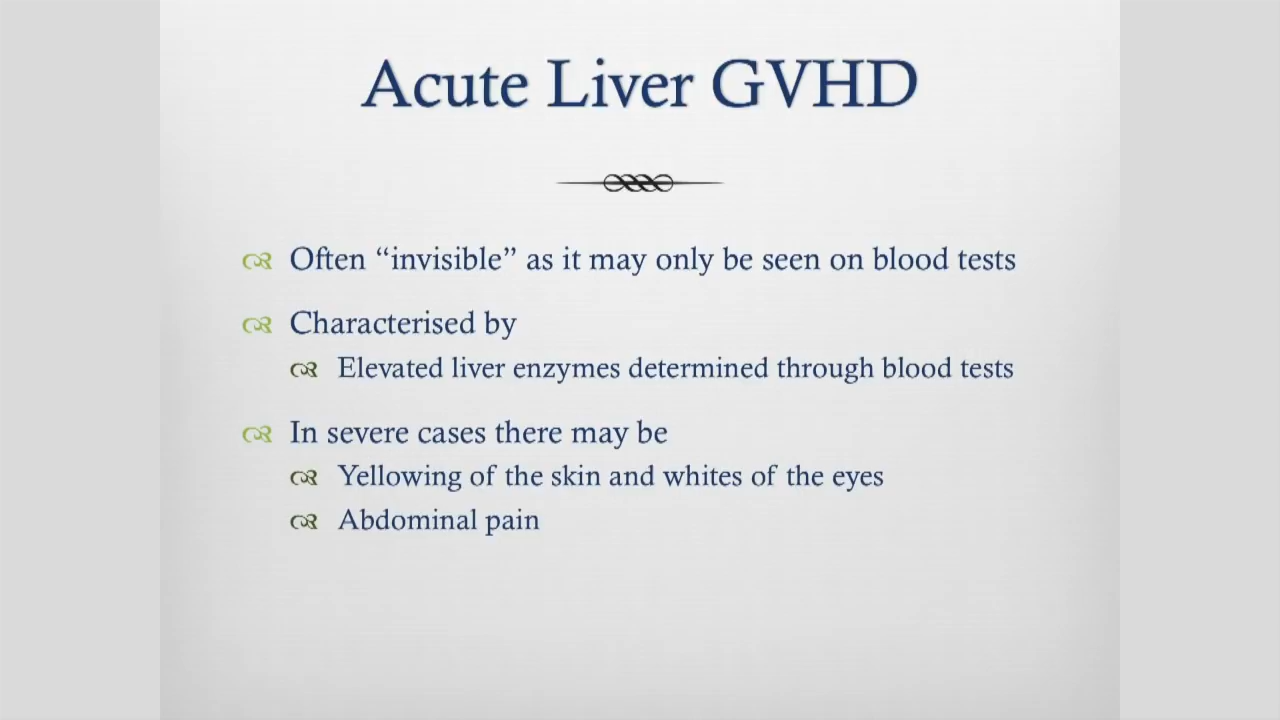 Acute Liver GVHD
Often “invisible” as it may only be seen on blood tests
Characterised by
Elevated liver enzymes determined through blood tests
In severe cases there may be
Yellowing of the skin and whites of the eyes
Abdominal pain